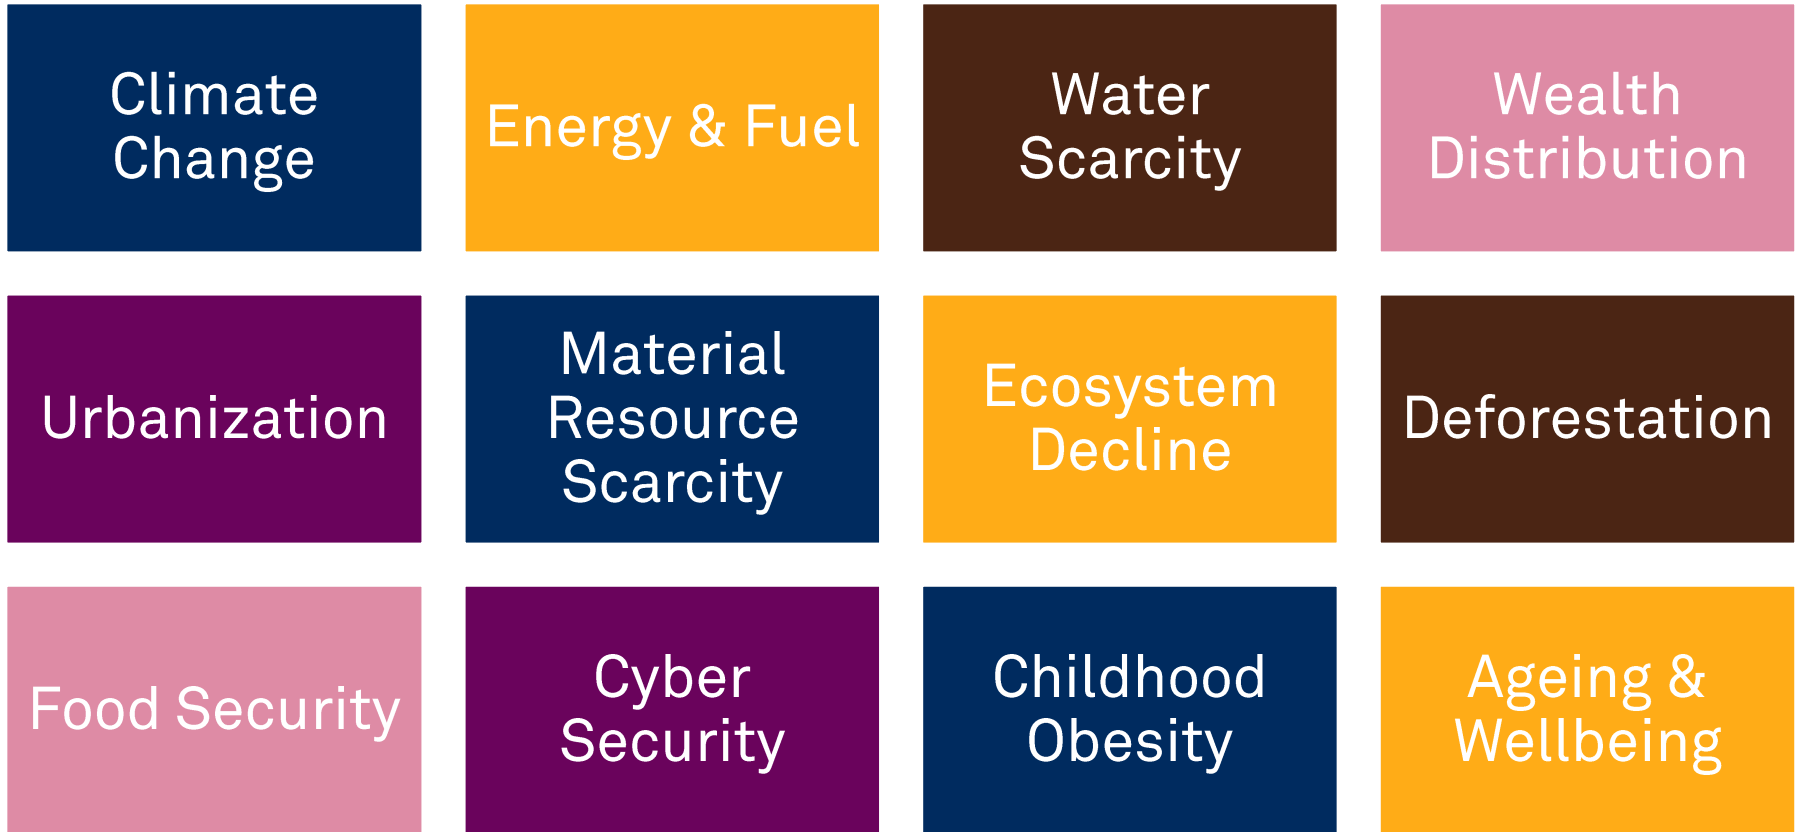 Climate
Change
Energy & Fuel
Water
Scarcity
Wealth
Distribution
Urbanization
Material
Resource
Scarcity
Ecosystem
Decline
Deforestation
Food Security
Cyber
Security
Childhood
Obesity
Ageing &
Wellbeing